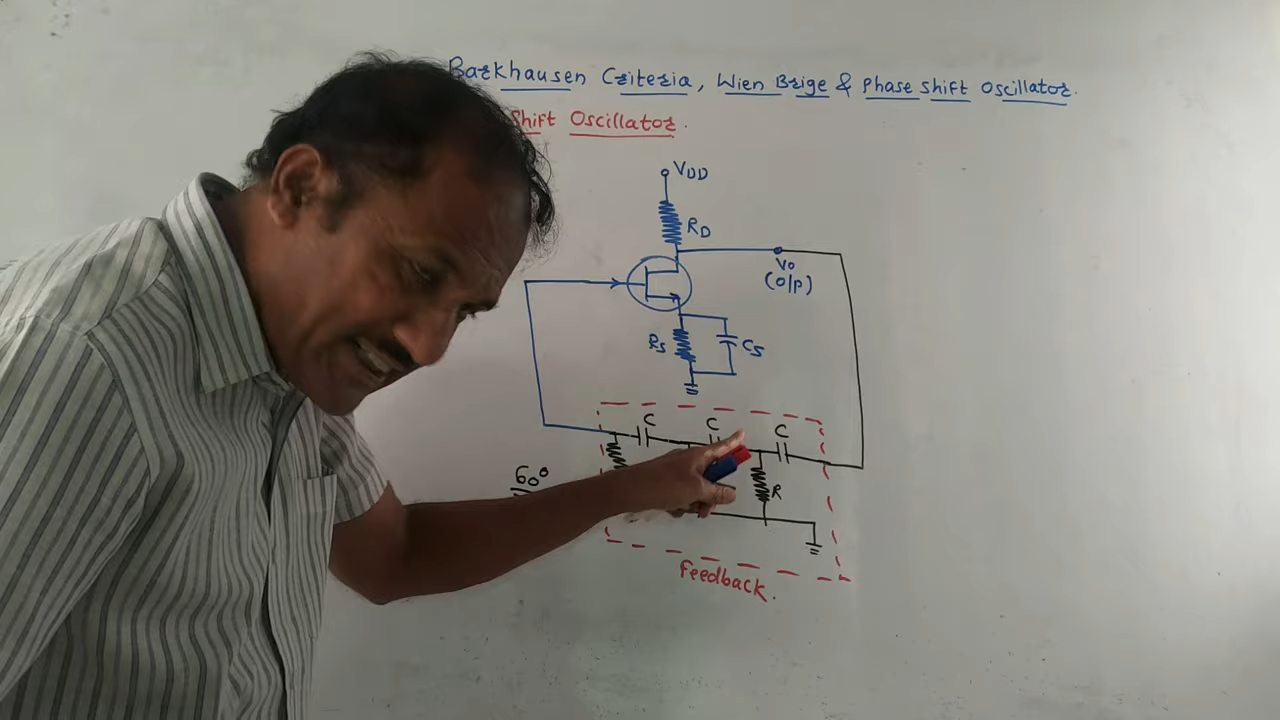 Barkhausen Criteria, Wien Brige & Phase shift Oscillator.
Shift Oscillator.
VDD
RD
Vo
(O/P)
RS
CS
C C C
60°
R
Feedback.